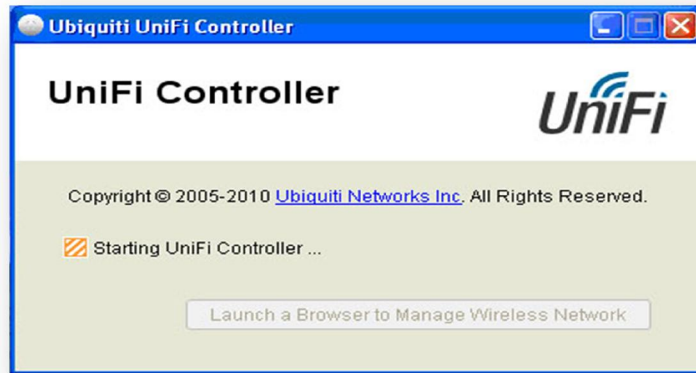 Ubiquiti UniFi Controller
UniFi Controller
UniFi
Copyright © 2005-2010 Ubiquiti Networks Inc. All Rights Reserved.
Starting UniFi Controller ...
Launch a Browser to Manage Wireless Network